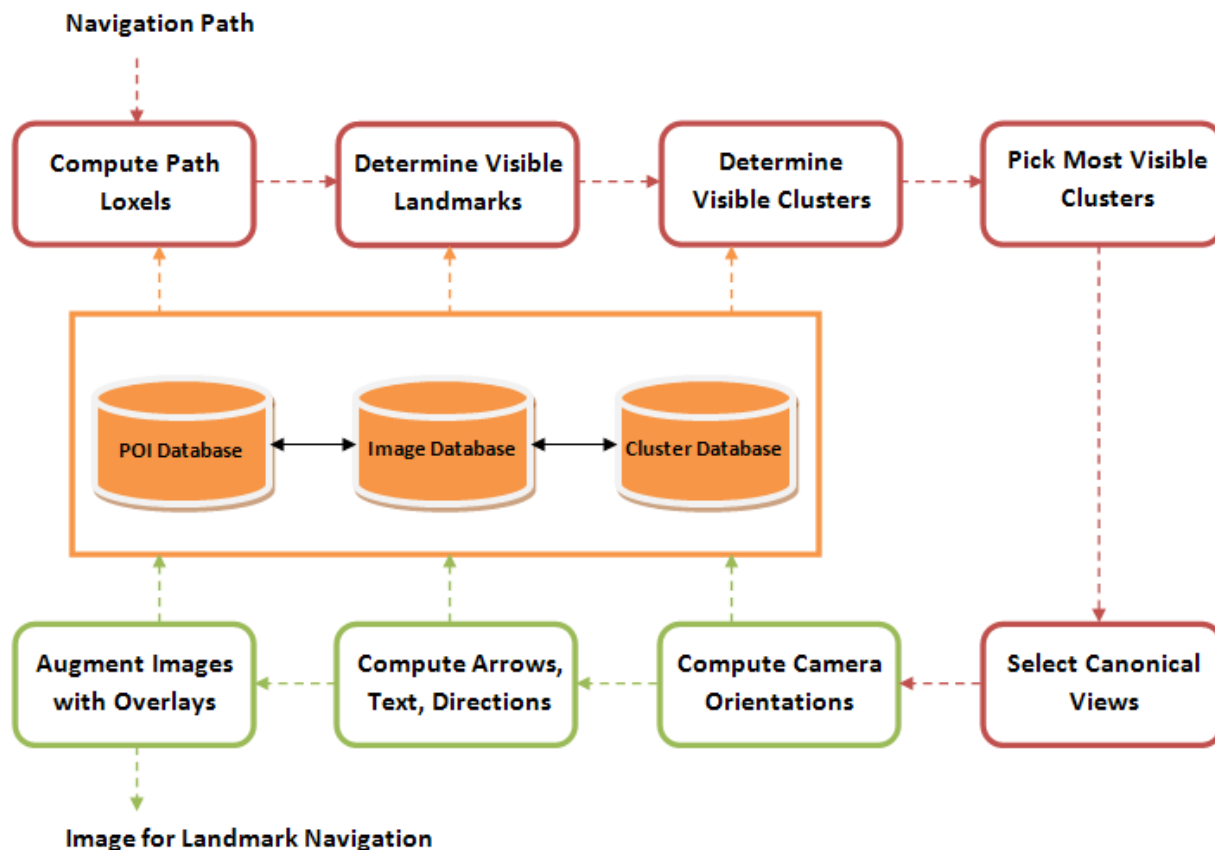 Navigation Path
Compute Path
Loxels
Determine Visible
Landmarks
Determine
Visible Clusters
Pick Most Visible
Clusters
POI Database
Image Database
Cluster Database
Augment Images
with Overlays
Compute Arrows,
Text, Directions
Compute Camera
Orientations
Select Canonical
Views
Image for Landmark Navigation